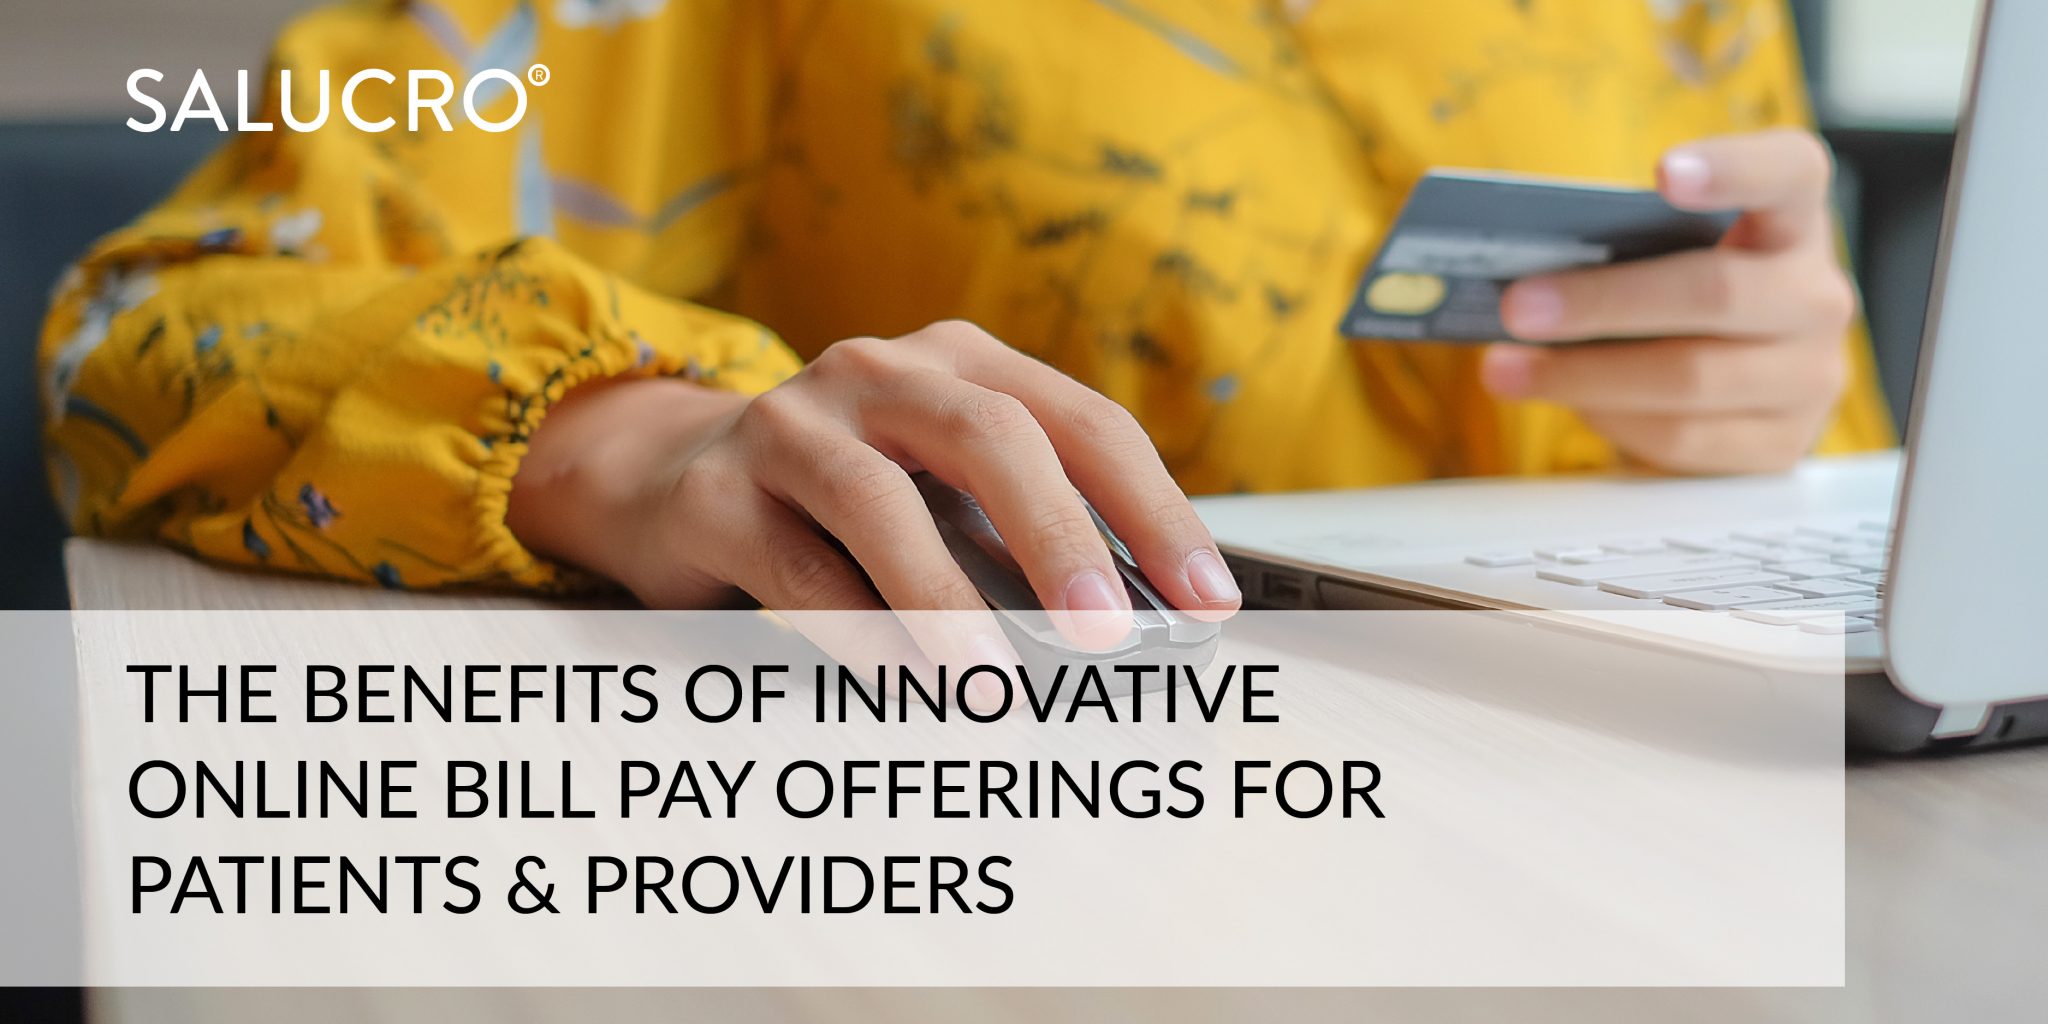 SALUCRO®
THE BENEFITS OF INNOVATIVE
ONLINE BILL PAY OFFERINGS FOR
PATIENTS & PROVIDERS